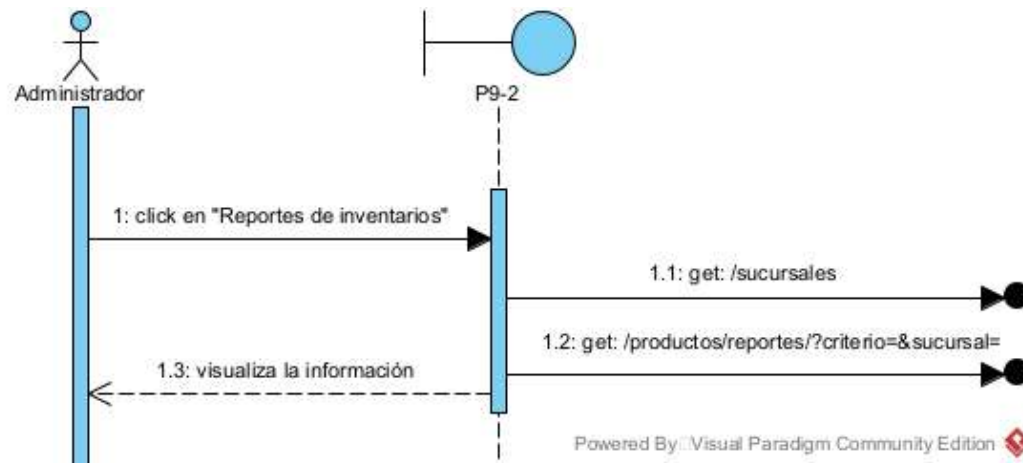 Administrador
P9-2
1: click en "Reportes de inventarios"
1.1: get: /sucursales
1.2: get: /productos/reportes/?criterio=&sucursal=
1.3: visualiza la información
Powered By Visual Paradigm Community Edition